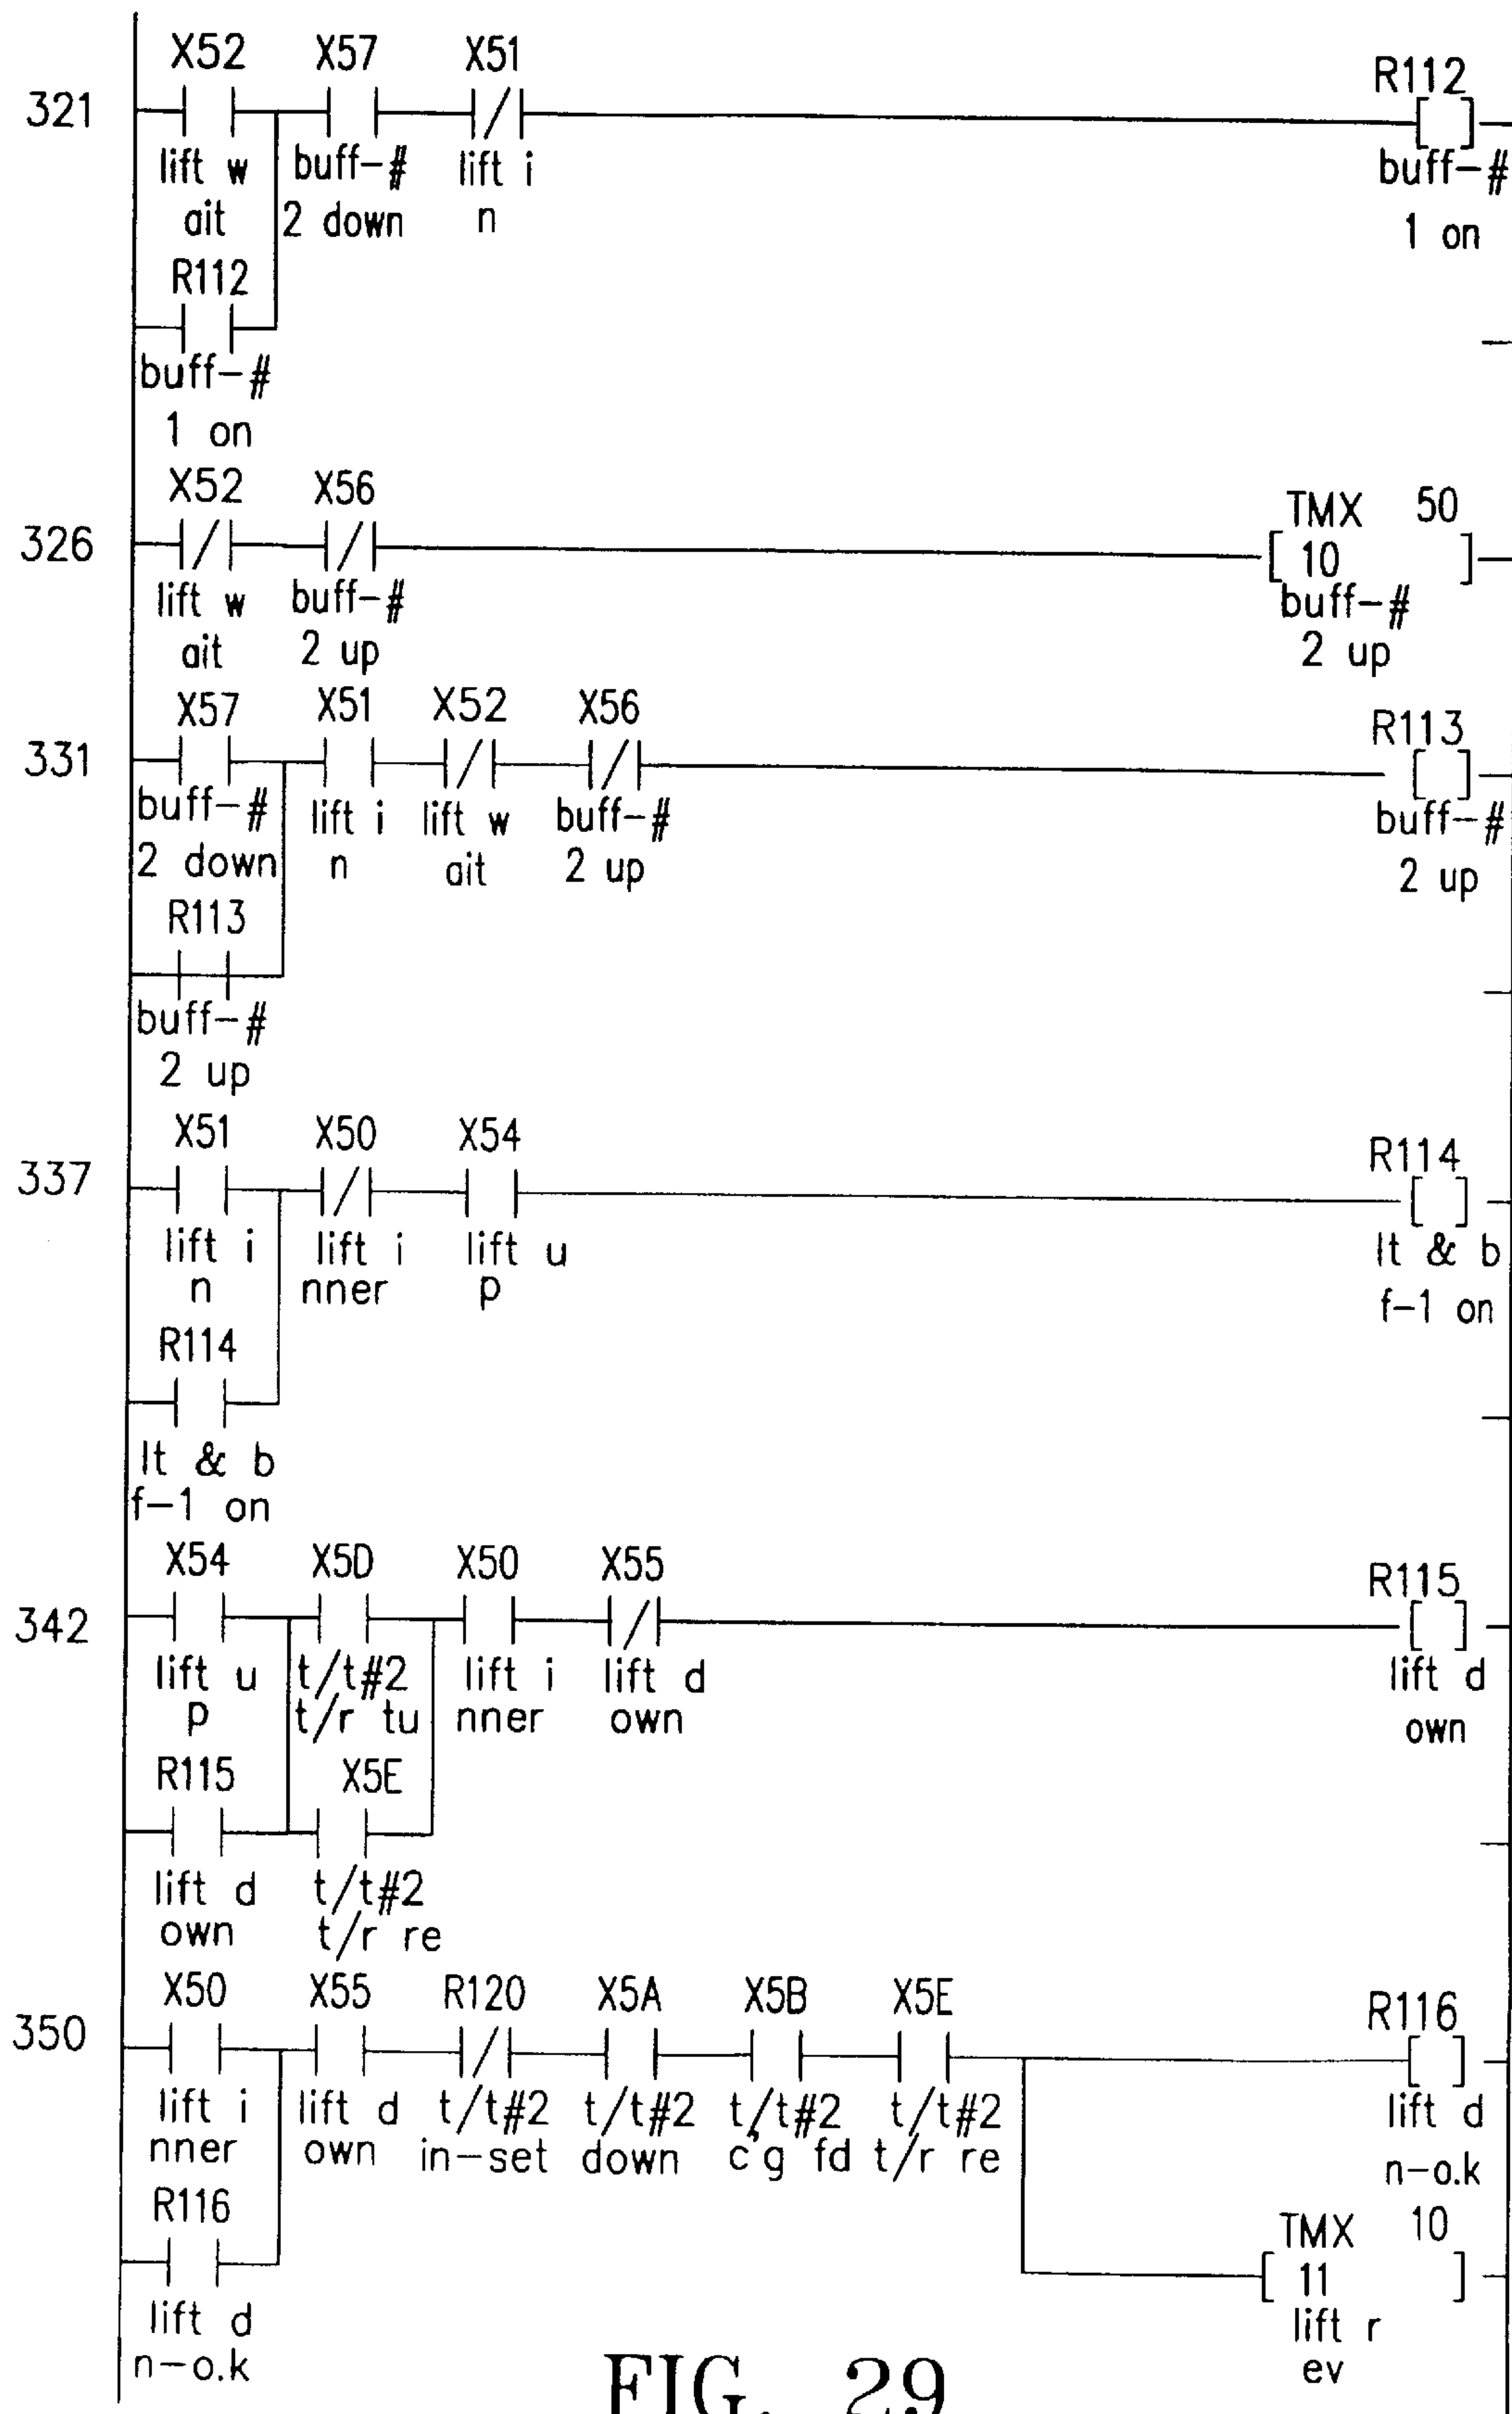 X52 X57 X51 R112
321
lift w buff-# lift i buff-#
ait 2 down n 1 on
R112
buff-#
1 on
X52 X56 TMX 50
326 10
lift w buff-# buff-#
ait 2 up 2 up
X57 X51 X52 X56 R113
331
buff-# lift i lift w buff-# buff-#
2 down n ait 2 up 2 up
R113
buff-#
2 up
X51 X50 X54 R114
337
lift i lift i lift u lt & b
n nner p f-1 on
R114
lt & b
f-1 on
X54 X5D X50 X55 R115
342
lift u t/t#2 lift i lift d lift d
p t/r tu nner own own
R115 X5E
lift d t/t#2
own t/r re
X50 X55 R120 X5A X5B X5E R116
350
lift i lift d t/t#2 t/t#2 t/t#2 t/t#2 lift d
nner own in-set down c'g fd t/r re n-o.k
R116 TMX 10
11
lift d lift r
n-o.k ev
FIG. 29